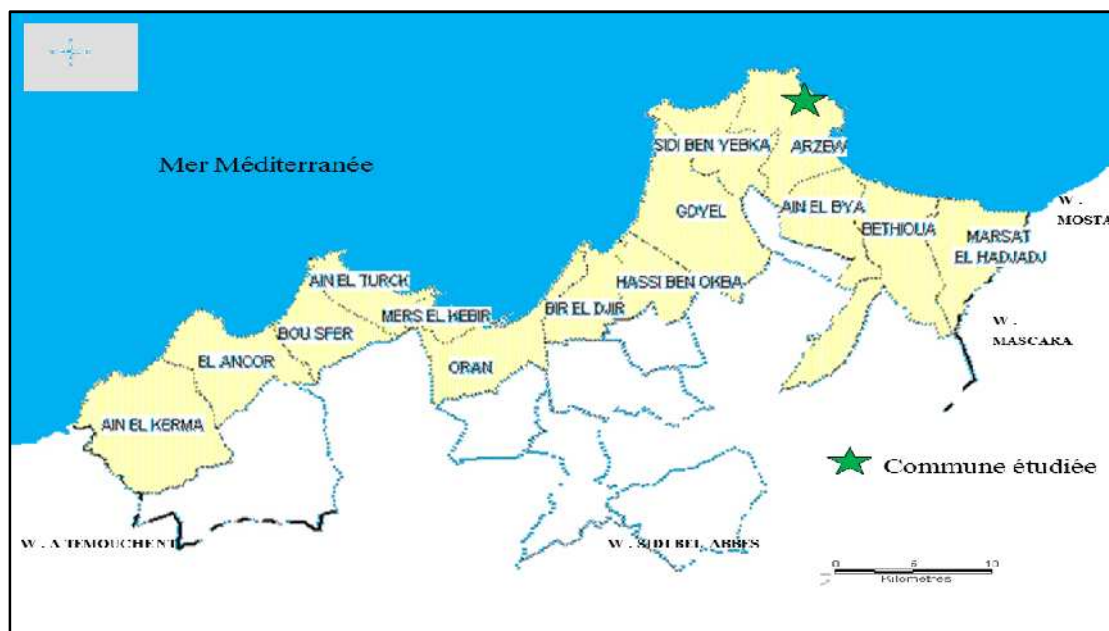 Mer Méditerranée
SIDI BEN YEBKA
ARZEW
GDYEL
AIN EL BYA
BETHIOUA
W .
MOSTA
MARSAT
EL HADJADJ
AIN EL TURCK
HASSI BEN OKBA
BIR EL DJIR
MERS EL KEBIR
BOU SFER
W .
MASCARA
EL ANCOR
ORAN
AIN EL KERMA
Commune étudiée
W . A TEMOUCHENT
W . SIDI BEL ABBES
0 5 10
Kilometres